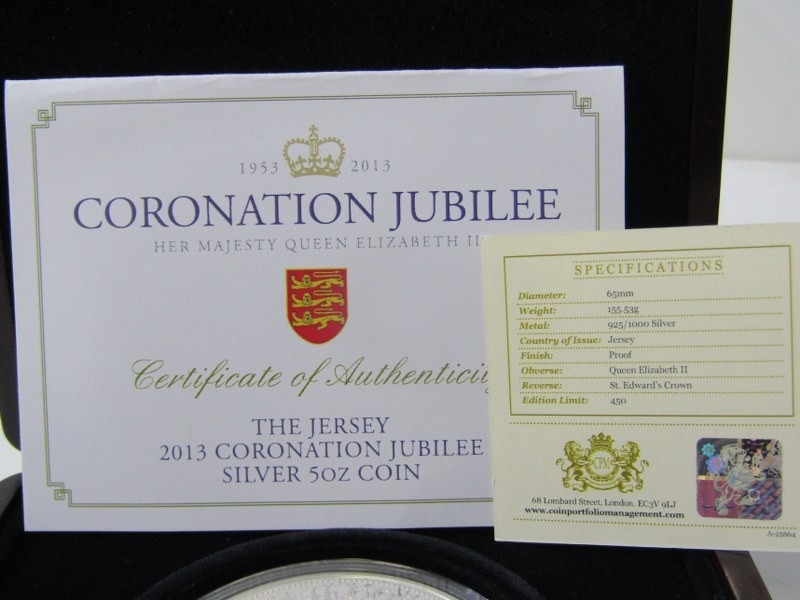 1953 2013
CORONATION JUBILEE
HER MAJESTY QUEEN ELIZABETH II
Certificate of Authenticity
THE JERSEY
2013 CORONATION JUBILEE
SILVER 5OZ COIN
SPECIFICATIONS
Diameter: 65mm
Weight: 155.53g
Metal: 925/1000 Silver
Country of Issue: Jersey
Finish: Proof
Obverse: Queen Elizabeth II
Reverse: St. Edward's Crown
Edition Limit: 450
CPM
68 Lombard Street, London. EC3V 9LJ
www.coinportfoliomanagement.com
A-25664